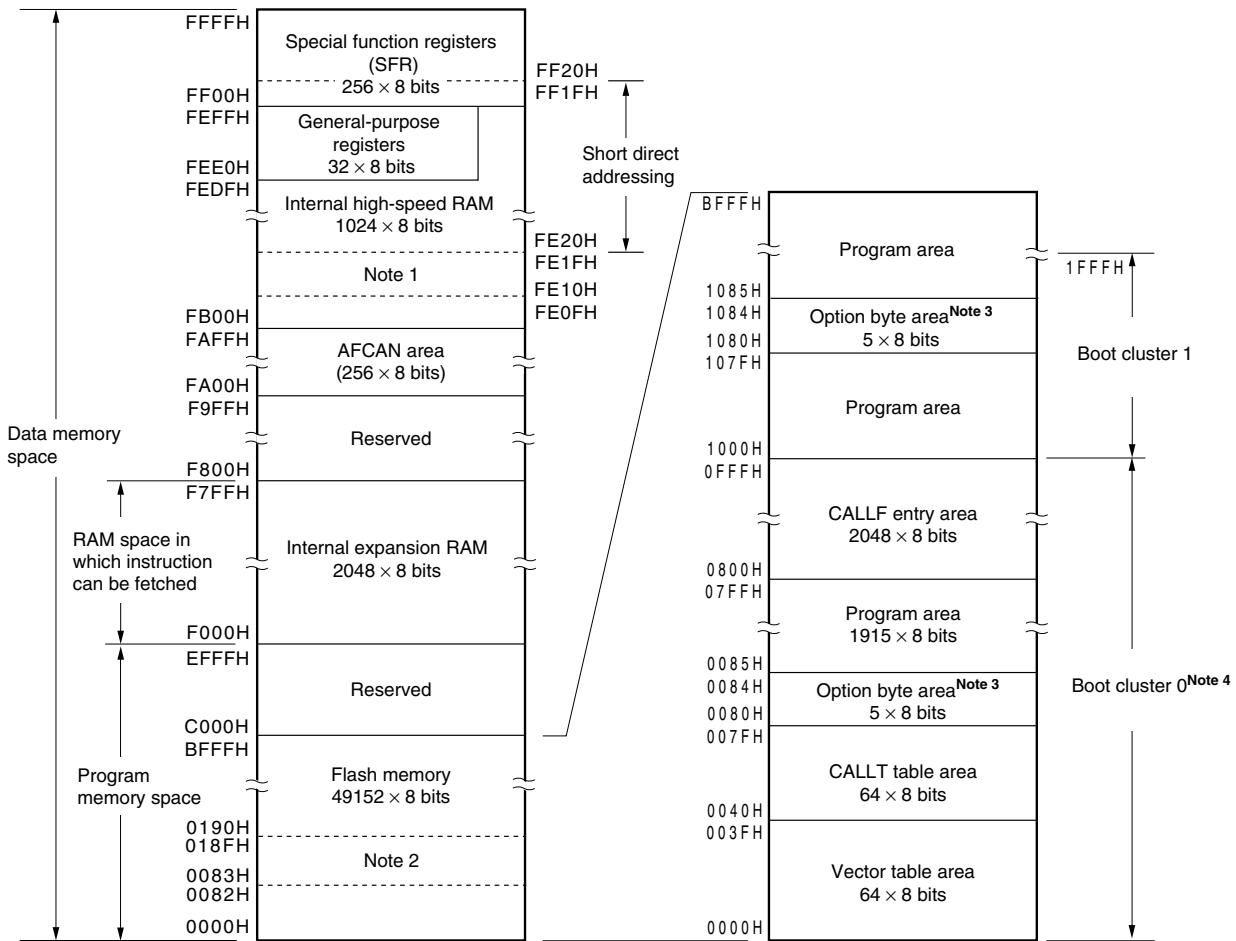 FFFFH
Special function registers
(SFR)
256 × 8 bits
FF20H
FF1FH
FF00H
FEFFH
General-purpose
registers
32 × 8 bits
FEE0H
FEDFH
Short direct
addressing
Internal high-speed RAM
1024 × 8 bits
FE20H
FE1FH
Note 1
FE10H
FE0FH
FB00H
FAFFH
AFCAN area
(256 × 8 bits)
FA00H
F9FFH
Reserved
Data memory
space
F800H
F7FFH
RAM space in
which instruction
can be fetched
Internal expansion RAM
2048 × 8 bits
F000H
EFFFH
Reserved
C000H
BFFFH
Program
memory space
Flash memory
49152 × 8 bits
0190H
018FH
Note 2
0083H
0082H
0000H
BFFFH
Program area
1FFFH
1085H
1084H
Option byte area Note 3
5 × 8 bits
1080H
107FH
Boot cluster 1
Program area
1000H
0FFFH
CALLF entry area
2048 × 8 bits
0800H
07FFH
Program area
1915 × 8 bits
0085H
0084H
Option byte area Note 3
5 × 8 bits
Boot cluster 0 Note 4
0080H
007FH
CALLT table area
64 × 8 bits
0040H
003FH
Vector table area
64 × 8 bits
0000H